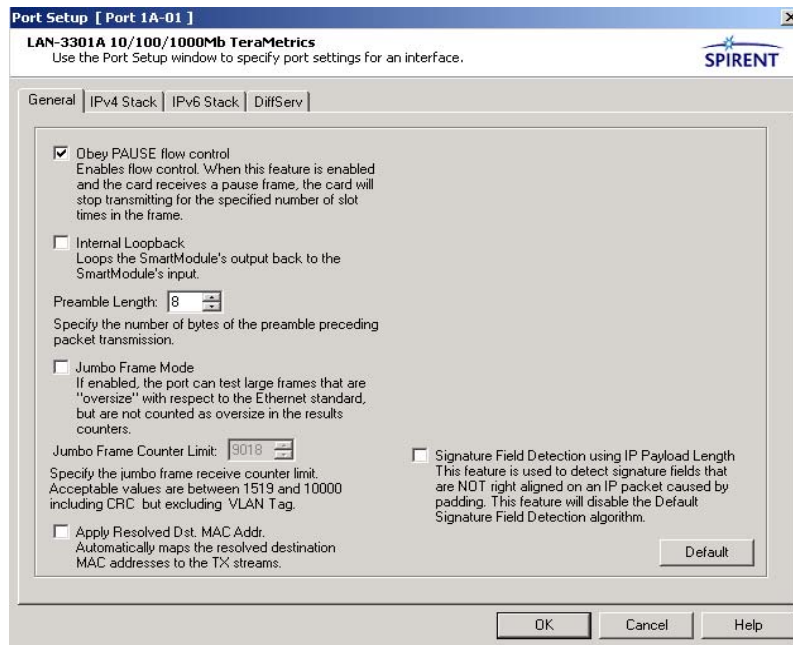 Port Setup [ Port 1A-01 ]
LAN-3301A 10/100/1000Mb TeraMetrics
Use the Port Setup window to specify port settings for an interface.
SPIRENT
General
IPv4 Stack
IPv6 Stack
DiffServ
Obey PAUSE flow control
Enables flow control. When this feature is enabled
and the card receives a pause frame, the card will
stop transmitting for the specified number of slot
times in the frame.
Internal Loopback
Loops the SmartModule's output back to the
SmartModule's input.
Preamble Length: 8
Specify the number of bytes of the preamble preceding
packet transmission.
Jumbo Frame Mode
If enabled, the port can test large frames that are
"oversize" with respect to the Ethernet standard,
but are not counted as oversize in the results
counters.
Jumbo Frame Counter Limit: 9018
Specify the jumbo frame receive counter limit.
Acceptable values are between 1519 and 10000
including CRC but excluding VLAN Tag.
Apply Resolved Dst. MAC Addr.
Automatically maps the resolved destination
MAC addresses to the TX streams.
Signature Field Detection using IP Payload Length
This feature is used to detect signature fields that
are NOT right aligned on an IP packet caused by
padding. This feature will disable the Default
Signature Field Detection algorithm.
Default
OK
Cancel
Help